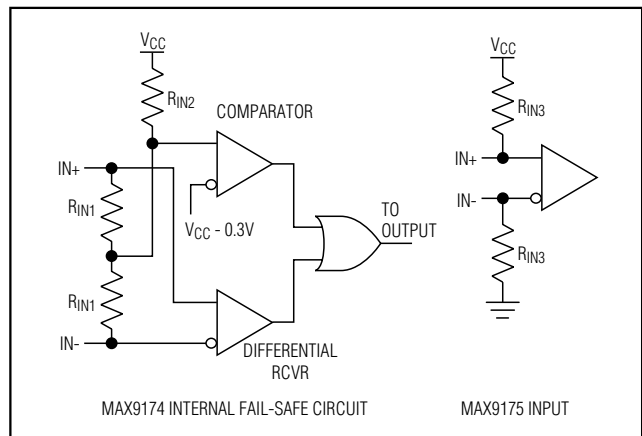 VCC
RIN2
COMPARATOR
IN+
RIN1
VCC - 0.3V
TO
OUTPUT
RIN1
IN-
DIFFERENTIAL
RCVR
MAX9174 INTERNAL FAIL-SAFE CIRCUIT
VCC
RIN3
IN+
IN-
RIN3
MAX9175 INPUT